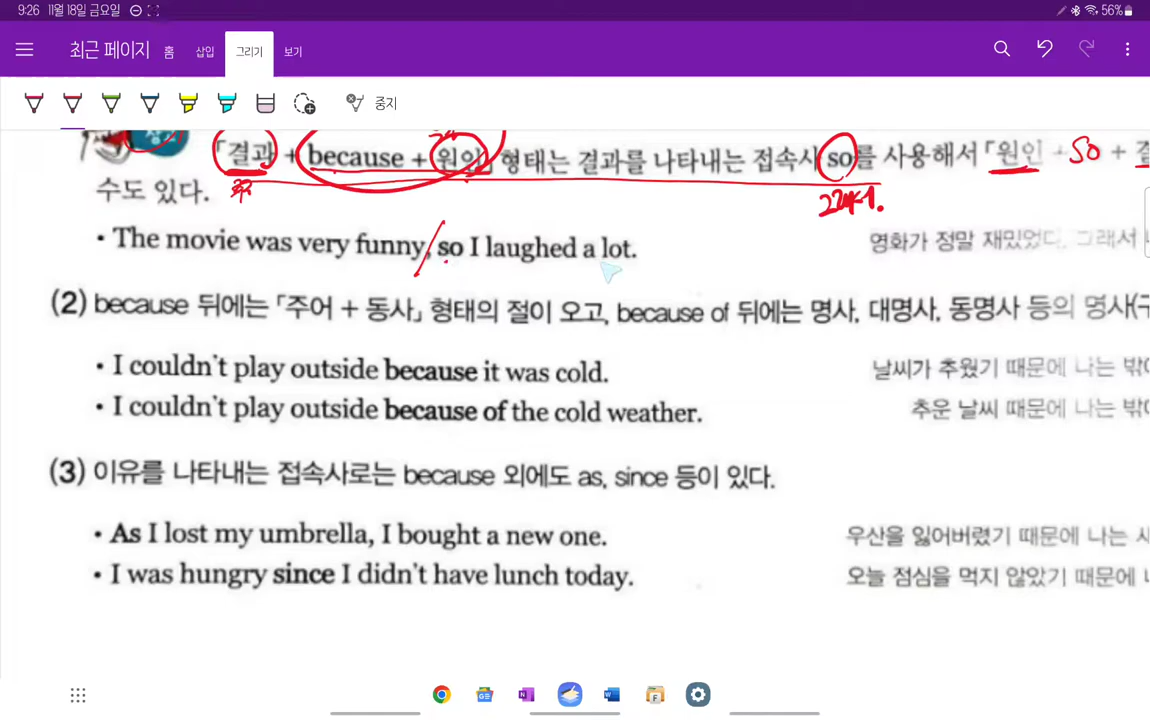 9:26 11월 18일 금요일 56%
최근 페이지 홈 삽입 그리기 보기
중지
「결과 + because + 원인」 형태는 결과를 나타내는 접속사 so를 사용해서 「원인 + so +
수도 있다. 그래서.
• The movie was very funny, so I laughed a lot. 영화가 정말 재밌었다. 그래서
(2) because 뒤에는 「주어 + 동사」 형태의 절이 오고, because of 뒤에는 명사, 대명사, 동명사 등의 명사(구
• I couldn't play outside because it was cold. 날씨가 추웠기 때문에 나는 밖에
• I couldn't play outside because of the cold weather. 추운 날씨 때문에 나는 밖에
(3) 이유를 나타내는 접속사로는 because 외에도 as, since 등이 있다.
• As I lost my umbrella, I bought a new one. 우산을 잃어버렸기 때문에 나는 새
• I was hungry since I didn't have lunch today. 오늘 점심을 먹지 않았기 때문에